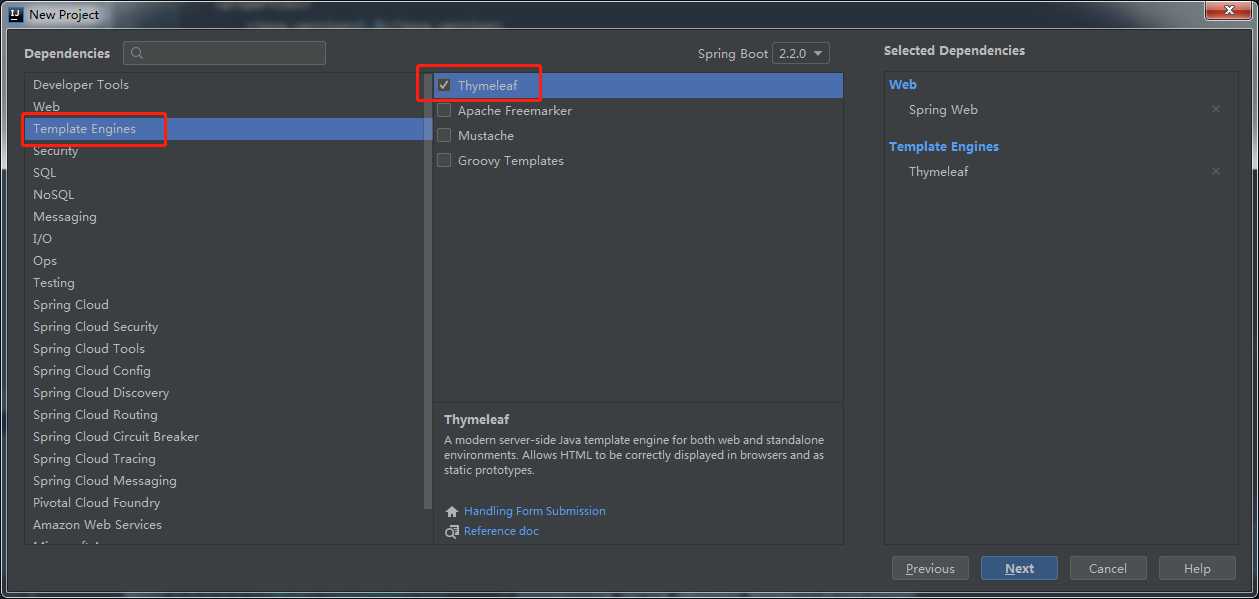 New Project
Dependencies
Spring Boot 2.2.0
Developer Tools
Web
Template Engines
Security
SQL
NoSQL
Messaging
I/O
Ops
Testing
Spring Cloud
Spring Cloud Security
Spring Cloud Tools
Spring Cloud Config
Spring Cloud Discovery
Spring Cloud Routing
Spring Cloud Circuit Breaker
Spring Cloud Tracing
Spring Cloud Messaging
Pivotal Cloud Foundry
Amazon Web Services
Thymeleaf
Apache Freemarker
Mustache
Groovy Templates
Thymeleaf
A modern server-side Java template engine for both web and standalone
environments. Allows HTML to be correctly displayed in browsers and as
static prototypes.
Handling Form Submission
Reference doc
Selected Dependencies
Web
Spring Web
Template Engines
Thymeleaf
Previous
Next
Cancel
Help